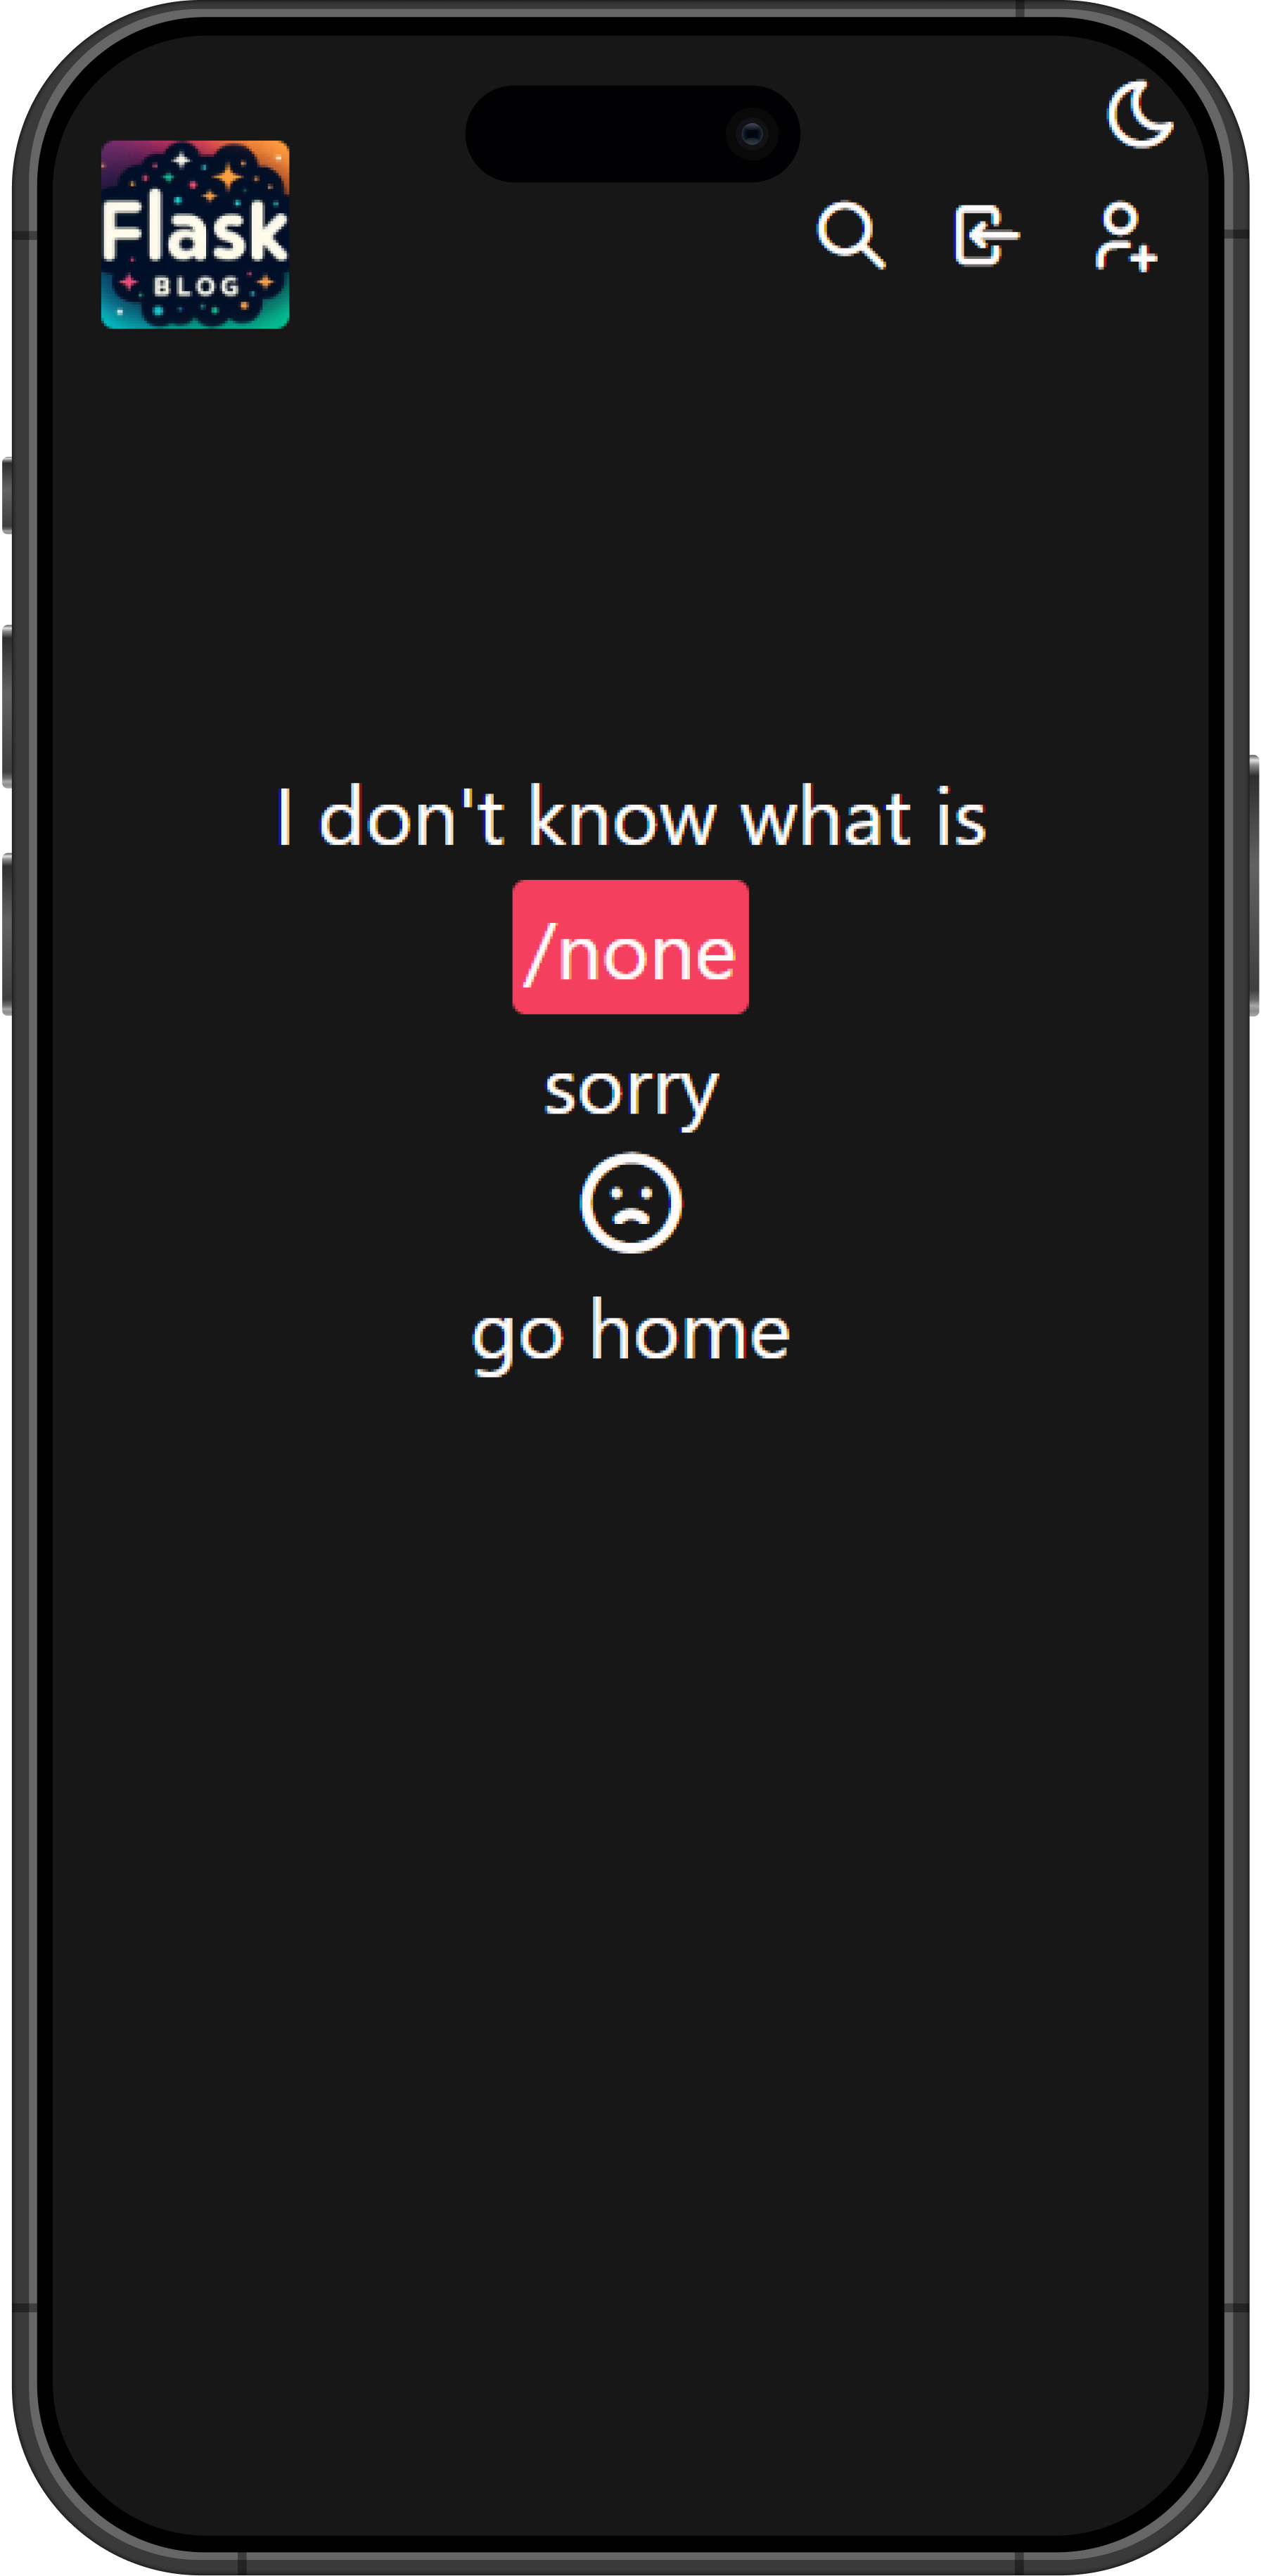 Flask
BLOG
I don't know what is
/none
sorry
go home